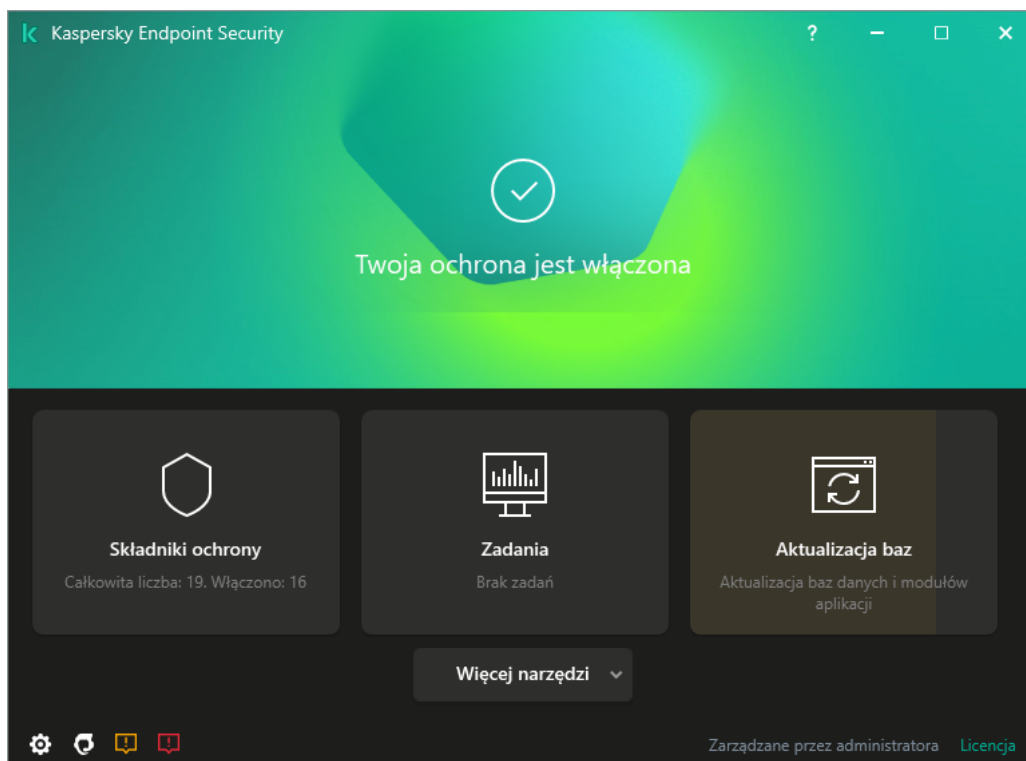 Kaspersky Endpoint Security
?
Twoja ochrona jest włączona
Składniki ochrony
Całkowita liczba: 19. Włączono: 16
Zadania
Brak zadań
Aktualizacja baz
Aktualizacja baz danych i modułów
aplikacji
Więcej narzędzi
Zarządzane przez administratora
Licencja